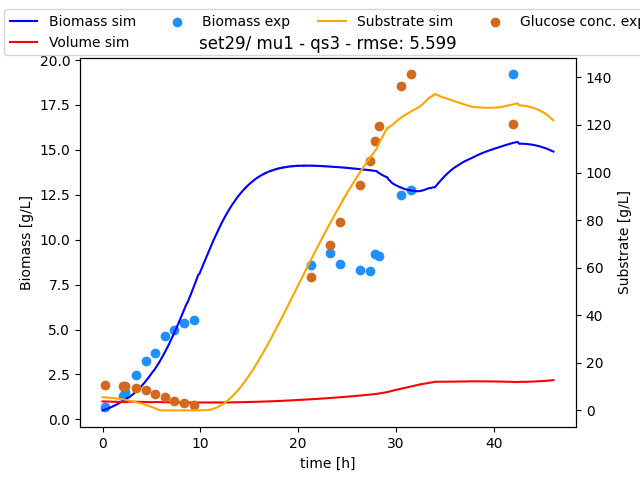 Biomass sim Biomass exp Substrate sim Glucose conc. exp
Volume sim
set29/ mu1 - qs3 - rmse: 5.599
Biomass [g/L]
20.0
17.5
15.0
12.5
10.0
7.5
5.0
2.5
0.0
140
120
100
80
60
40
20
0
Substrate [g/L]
0 10 20 30 40
time [h]